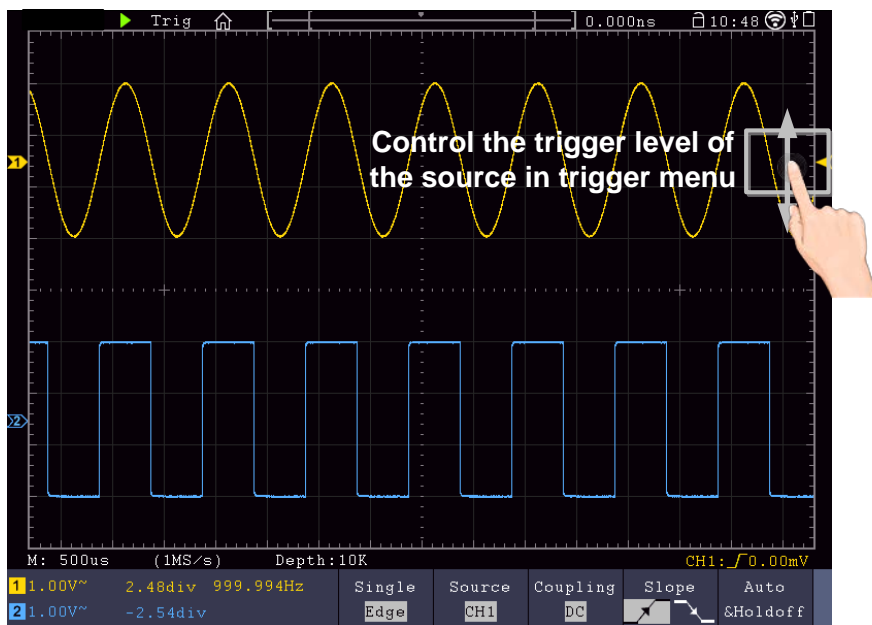 Trig 0.000ns 10:48
Control the trigger level of
the source in trigger menu
1
2
M: 500us (1MS/s) Depth:10K CH1: 0.00mV
1 1.00V~ 2.48div 999.994Hz Single Source Coupling Slope Auto
2 1.00V~ -2.54div Edge CH1 DC &Holdoff